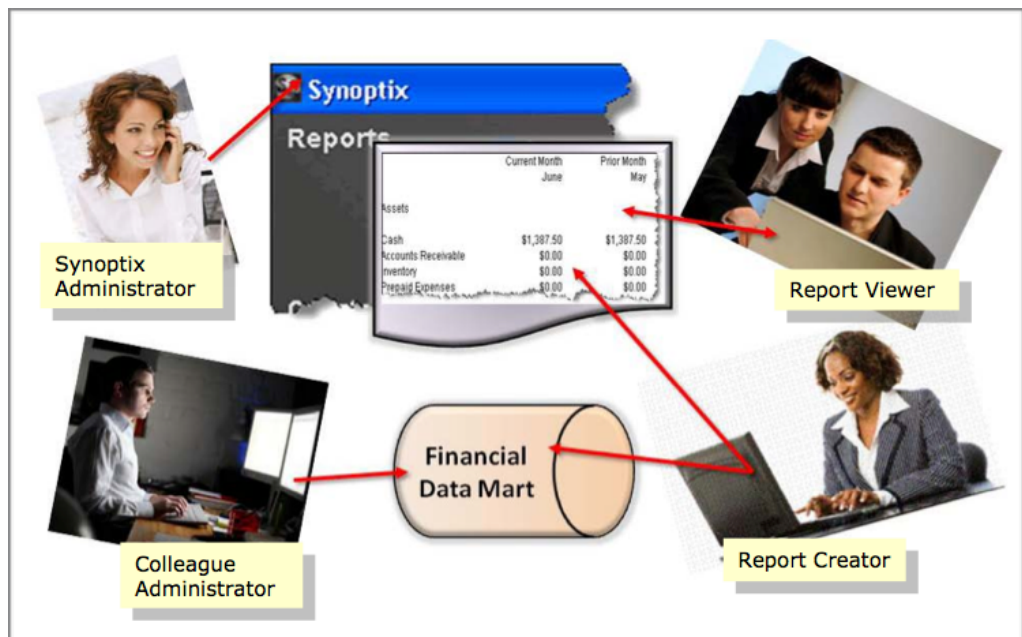 Synoptix
Reports
Current Month
Prior Month
June
May
Assets
Cash
$1,387.50
$1,387.50
Accounts Receivable
$0.00
$0.00
Inventory
$0.00
$0.00
Prepaid Expenses
$0.00
$0.00
Synoptix
Administrator
Report Viewer
Financial
Data Mart
Colleague
Administrator
Report Creator